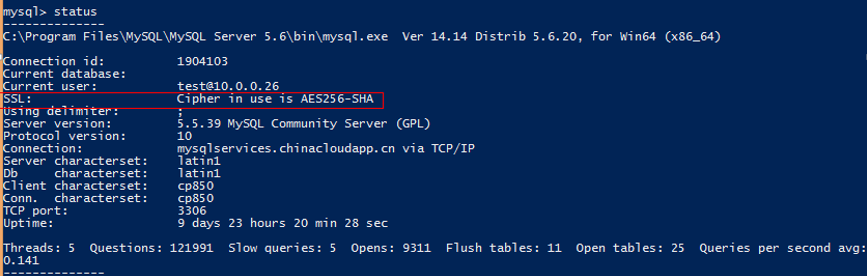 mysql> status
--------------
C:\Program Files\MySQL\MySQL Server 5.6\bin\mysql.exe  Ver 14.14 Distrib 5.6.20, for Win64 (x86_64)
Connection id:          1904103
Current database:
Current user:           test@10.0.0.26
SSL:                    Cipher in use is AES256-SHA
Using delimiter:        ;
Server version:         5.5.39 MySQL Community Server (GPL)
Protocol version:       10
Connection:             mysqlservices.chinacloudapp.cn via TCP/IP
Server characterset:    latin1
Db     characterset:    latin1
Client characterset:    cp850
Conn.  characterset:    cp850
TCP port:               3306
Uptime:                 9 days 23 hours 20 min 28 sec
Threads: 5  Questions: 121991  Slow queries: 5  Opens: 9311  Flush tables: 11  Open tables: 25  Queries per second avg:
0.141
--------------